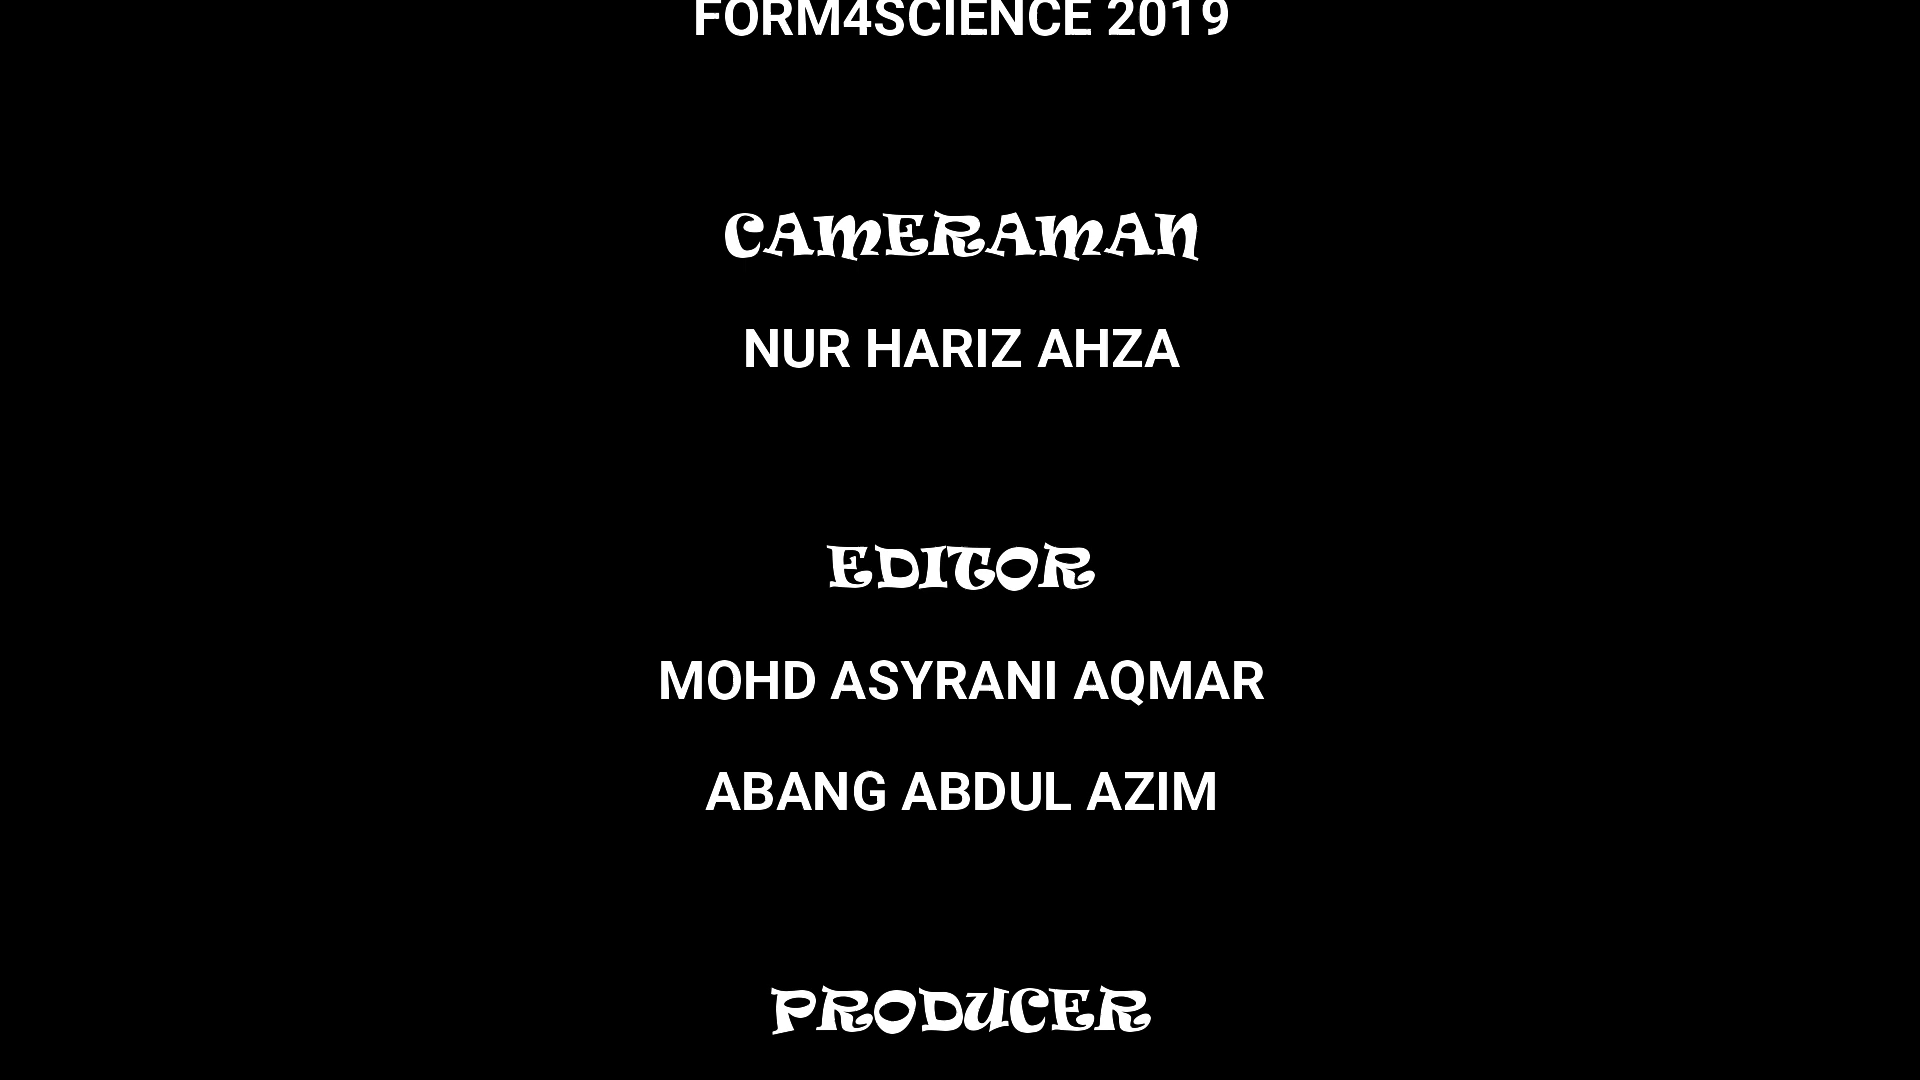 FORM4SCIENCE 2019
CAMERAMAN
NUR HARIZ AHZA
EDITOR
MOHD ASYRANI AQMAR
ABANG ABDUL AZIM
PRODUCER